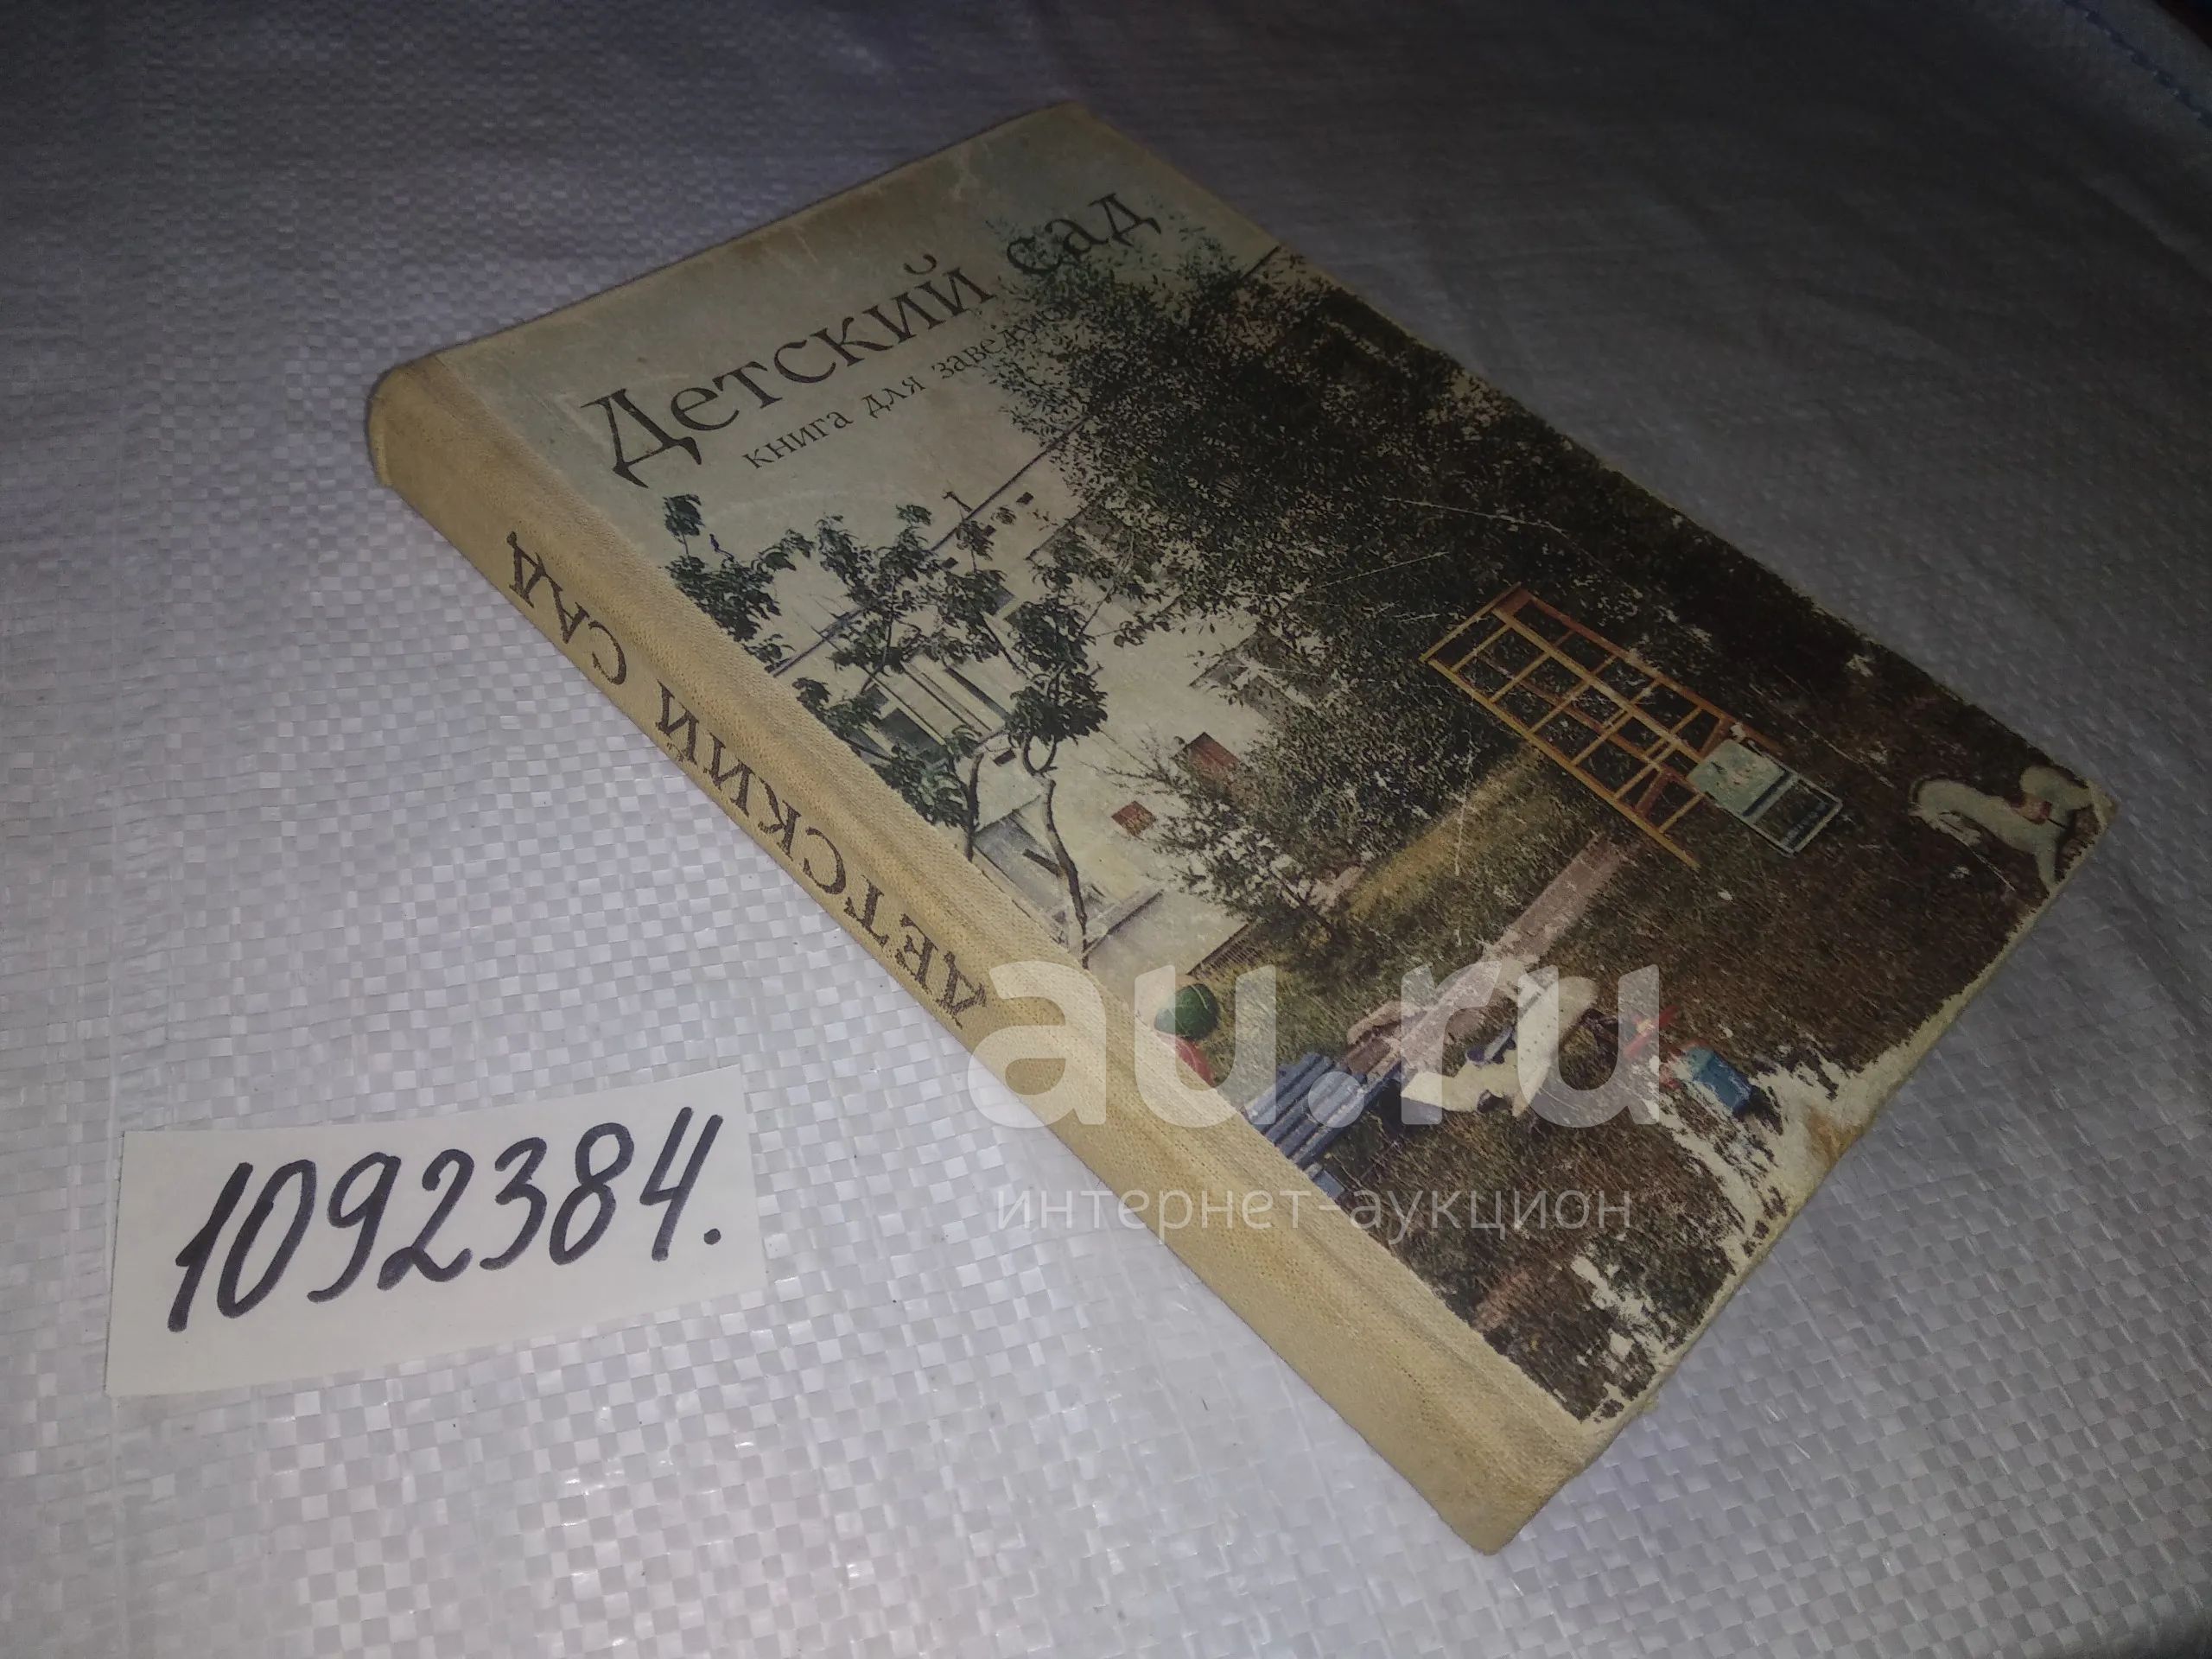 Детский сад
книга для
ДЕТСКИЙ САД
au.ru
интернет-аукцион
1092384.